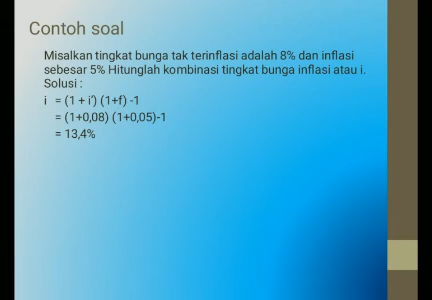 Contoh soal
Misalkan tingkat bunga tak terinflasi adalah 8% dan inflasi
sebesar 5% Hitunglah kombinasi tingkat bunga inflasi atau i.
Solusi :
i = (1 + i') (1+f) -1
= (1+0,08) (1+0,05)-1
= 13,4%